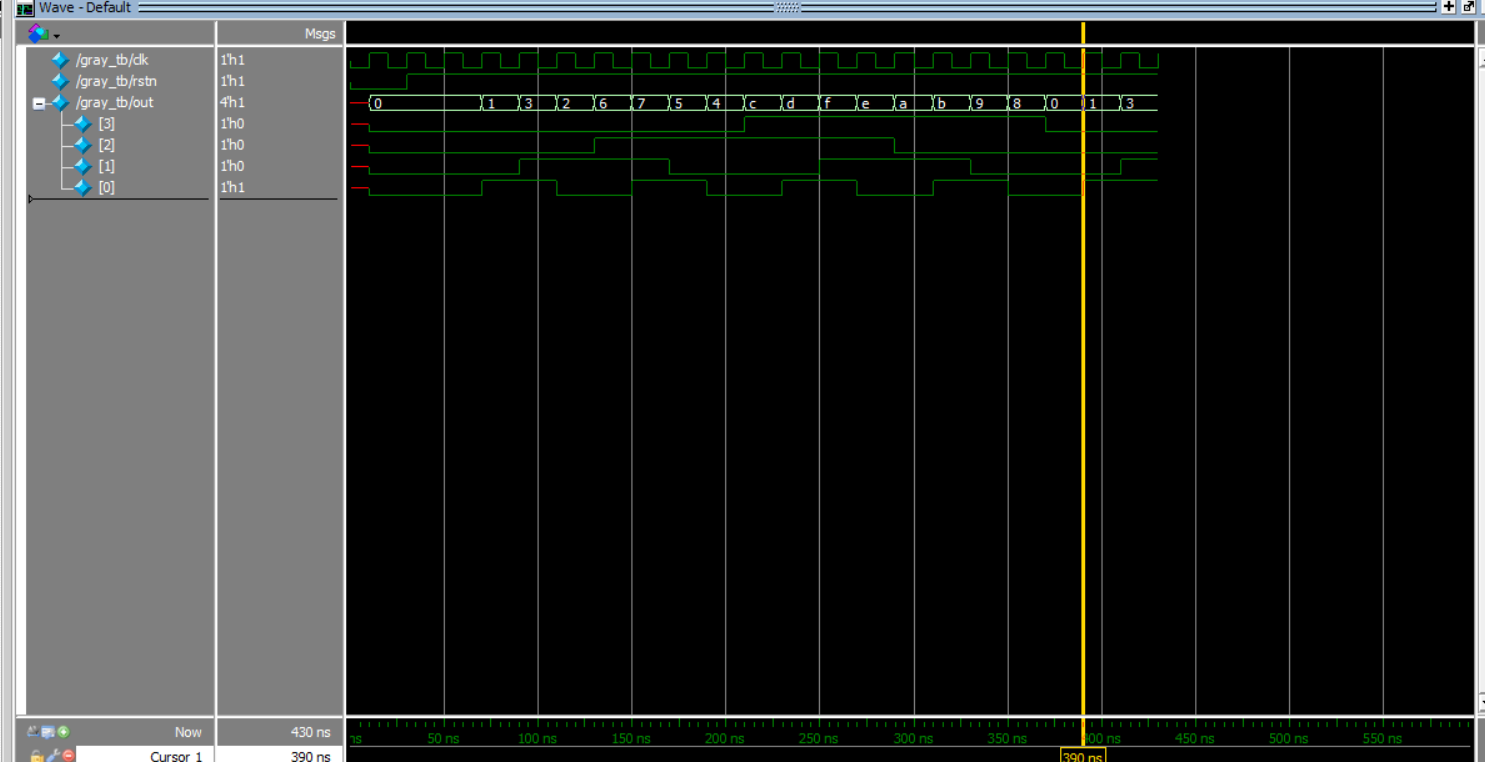 Wave - Default
Msgs
/gray_tb/clk 1'h1
/gray_tb/rstn 1'h1
/gray_tb/out 4'h1 0 1 3 2 6 7 5 4 c d f e a b 9 8 0 1 3
[3] 1'h0
[2] 1'h0
[1] 1'h0
[0] 1'h1
Now 430 ns ns 50 ns 100 ns 150 ns 200 ns 250 ns 300 ns 350 ns 400 ns 450 ns 500 ns 550 ns
Cursor 1 390 ns 390 ns